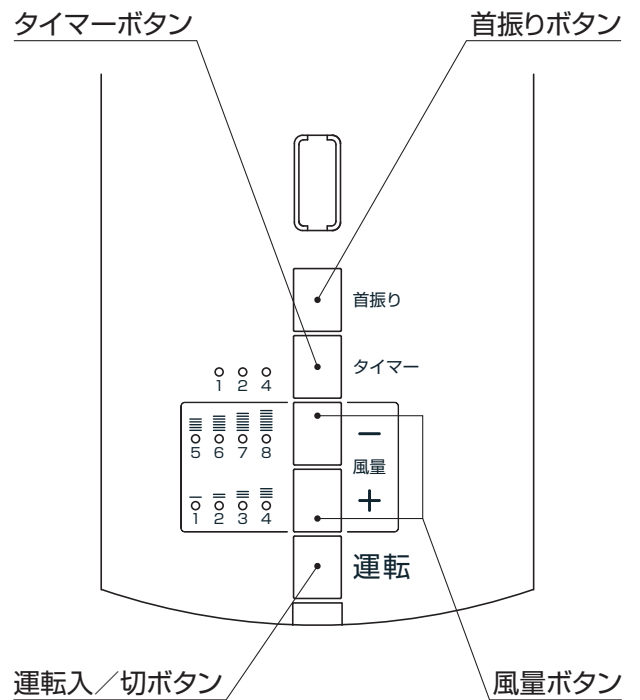 タイマーボタン
首振りボタン
首振り
タイマー
1 2 4
−
5 6 7 8
風量
+
1 2 3 4
運転
運転入／切ボタン
風量ボタン